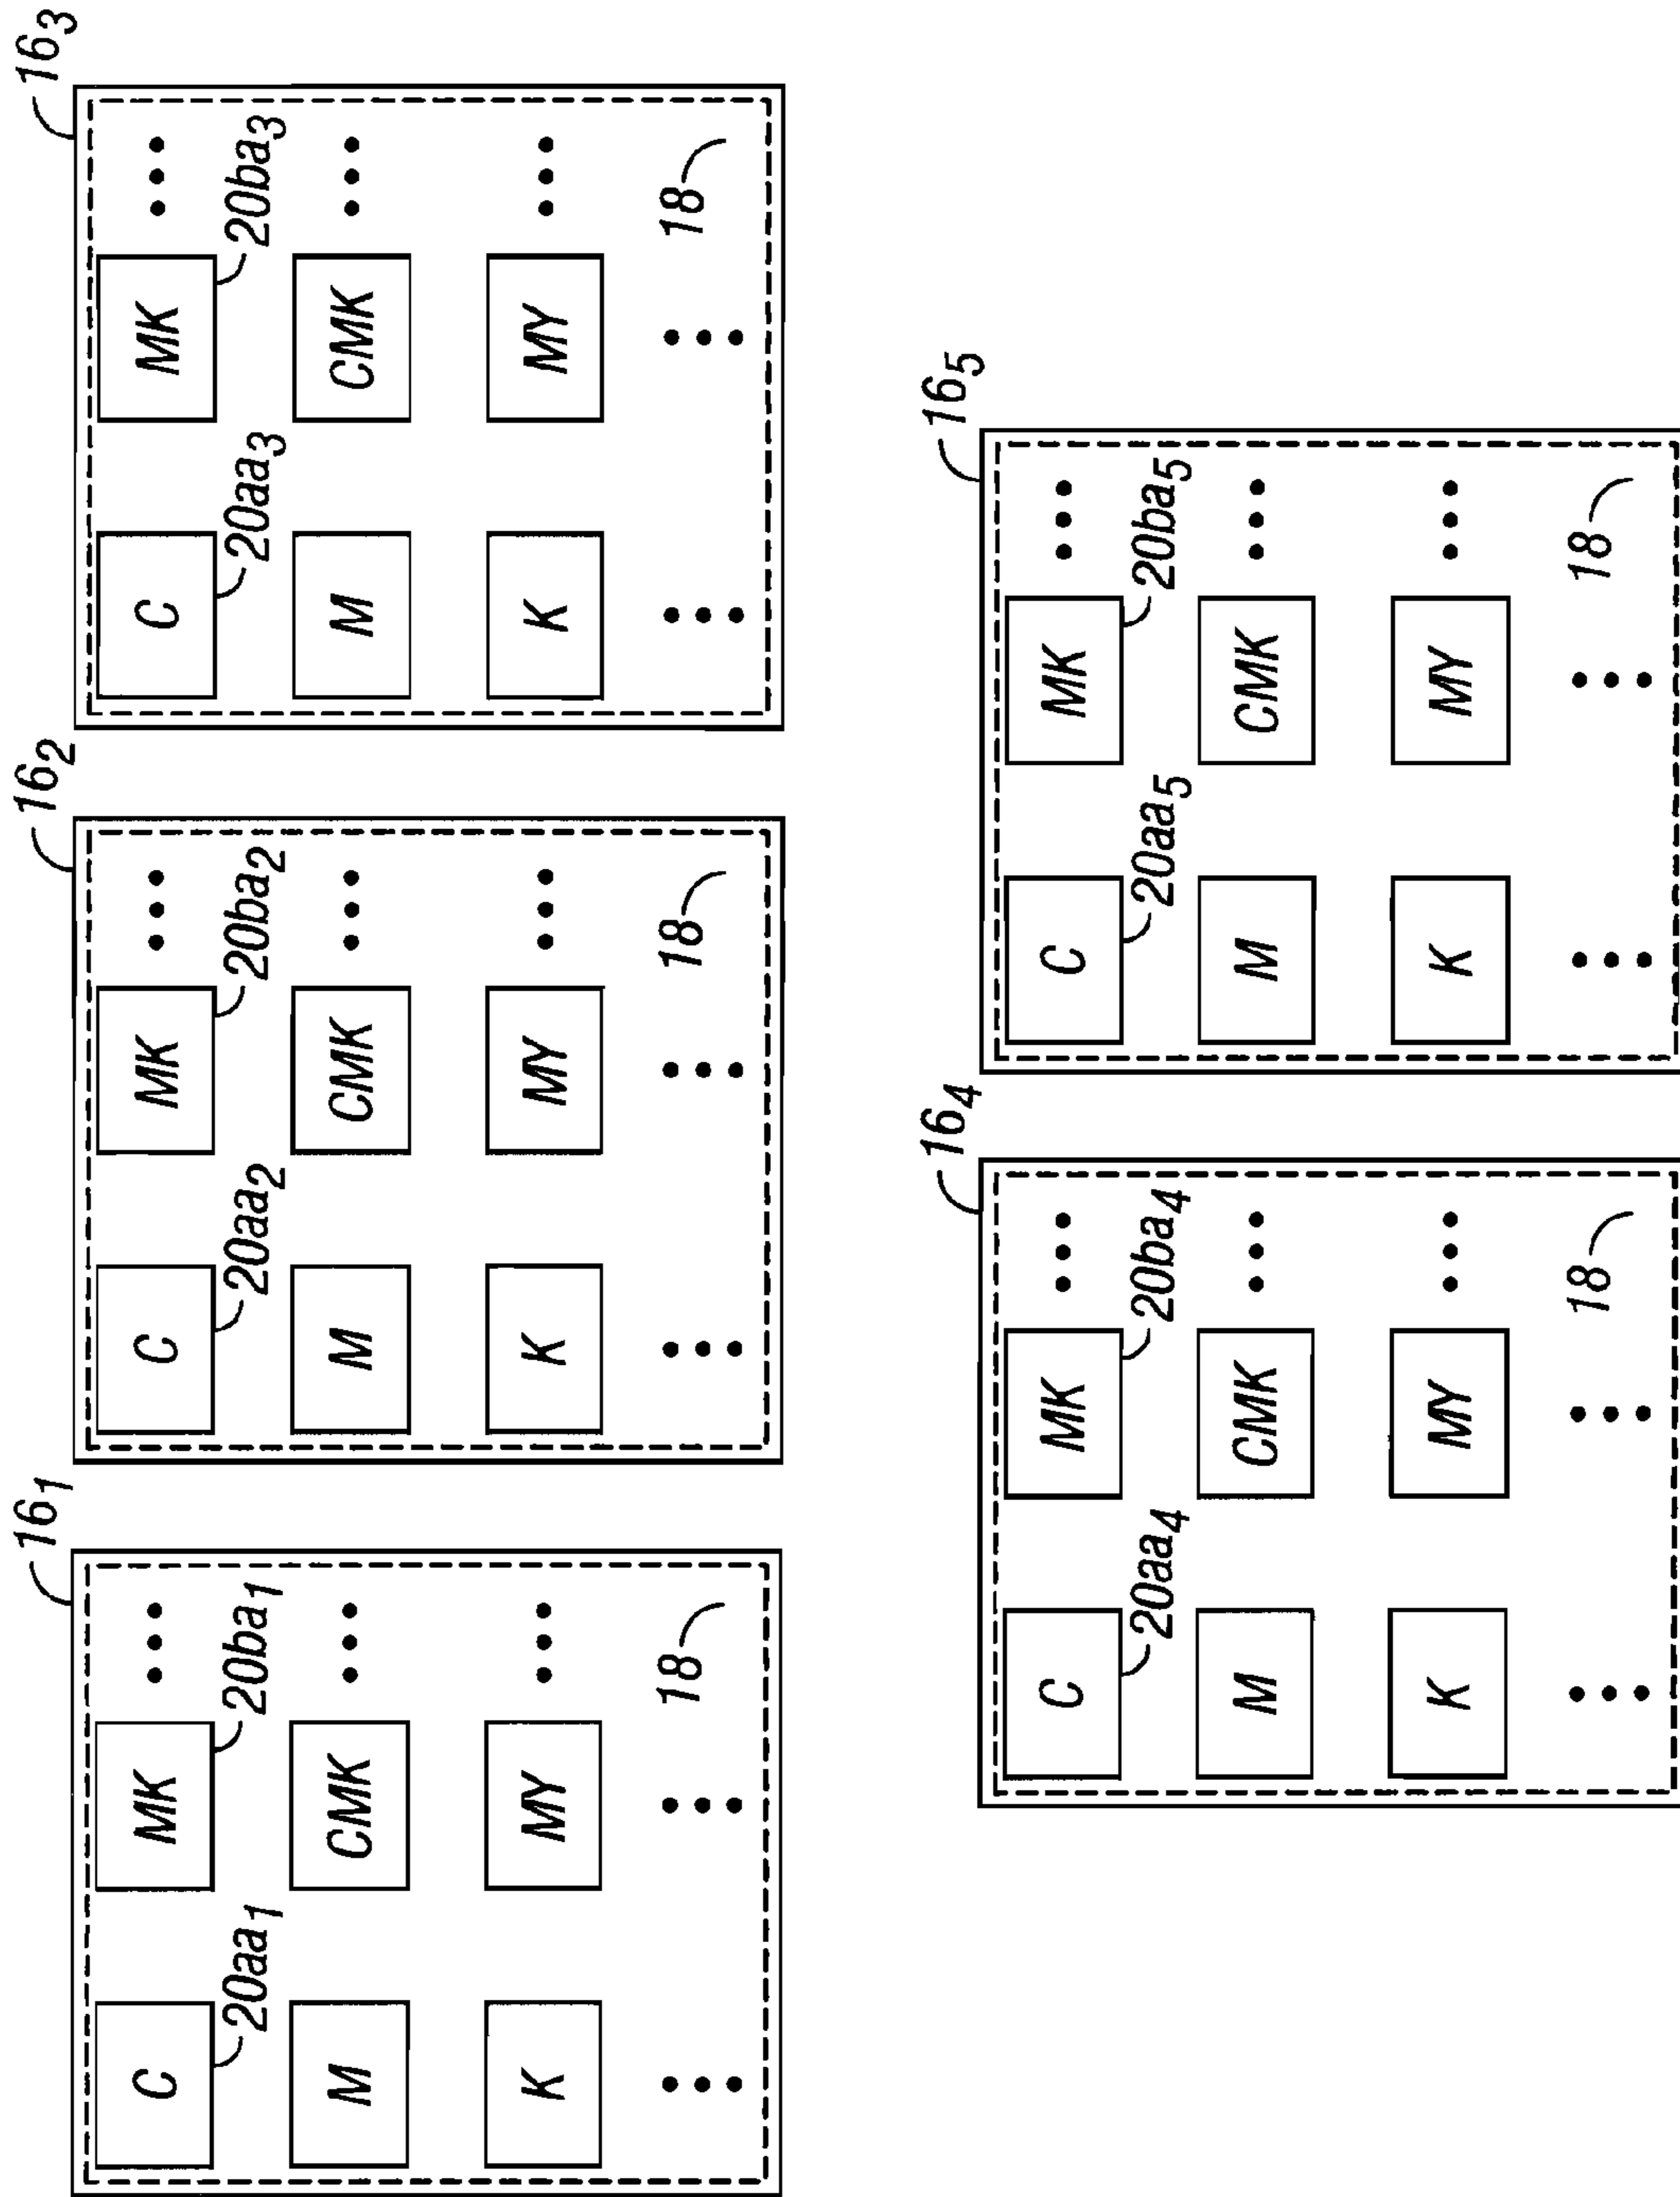 16₁
C MK
20aa₁ 20ba₁
M CMK
K MY
18
16₂
C MK
20aa₂ 20ba₂
M CMK
K MY
18
16₃
C MK
20aa₃ 20ba₃
M CMK
K MY
18
16₄
C MK
20aa₄ 20ba₄
M CMK
K MY
18
16₅
C MK
20aa₅ 20ba₅
M CMK
K MY
18